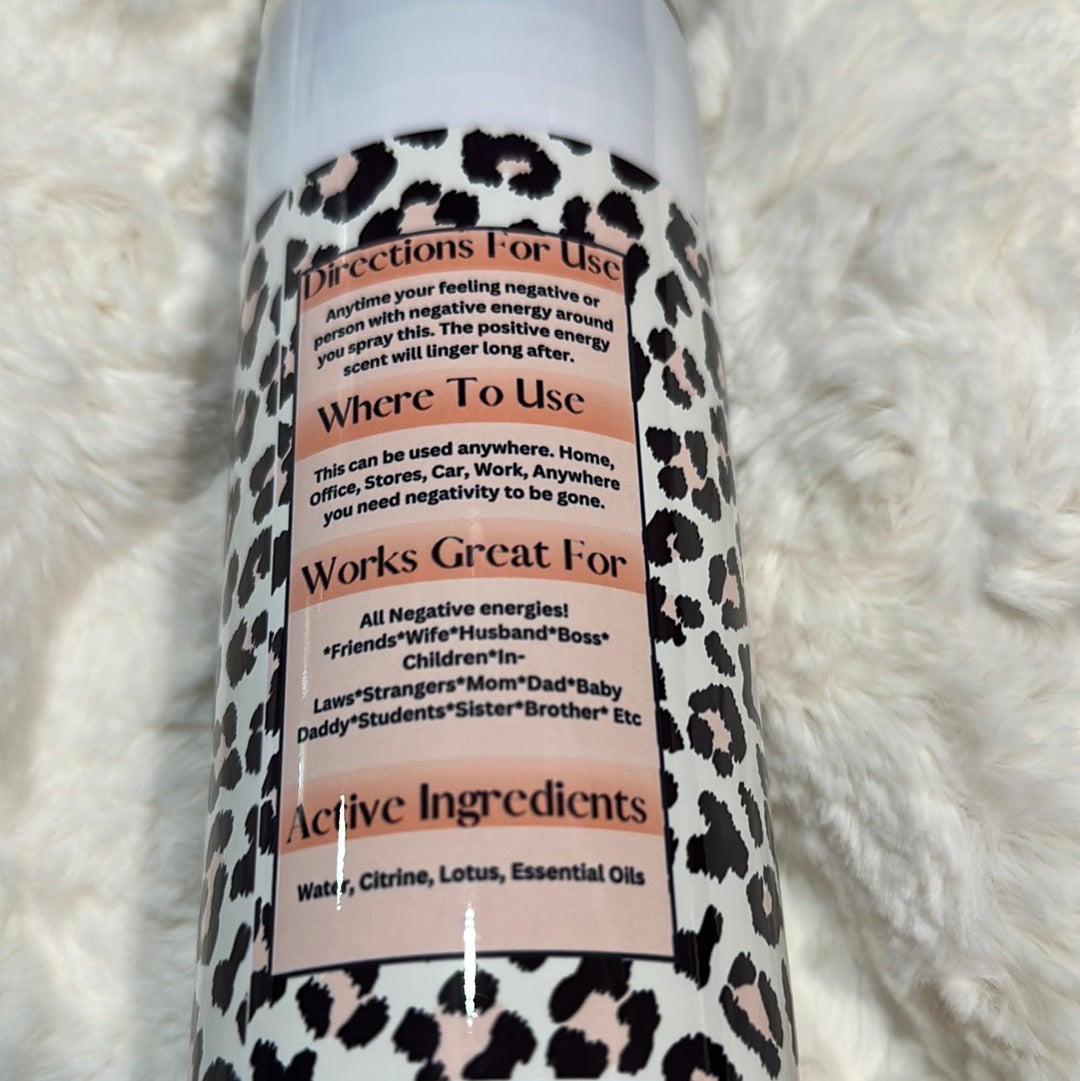 Directions For Use
Anytime your feeling negative or
person with negative energy around
you spray this. The positive energy
scent will linger long after.
Where To Use
This can be used anywhere. Home,
Office, Stores, Car, Work, Anywhere
you need negativity to be gone.
Works Great For
All Negative energies!
*Friends*Wife*Husband*Boss*
Children*In-
Laws*Strangers*Mom*Dad*Baby
Daddy*Students*Sister*Brother* Etc
Active Ingredients
Water, Citrine, Lotus, Essential Oils